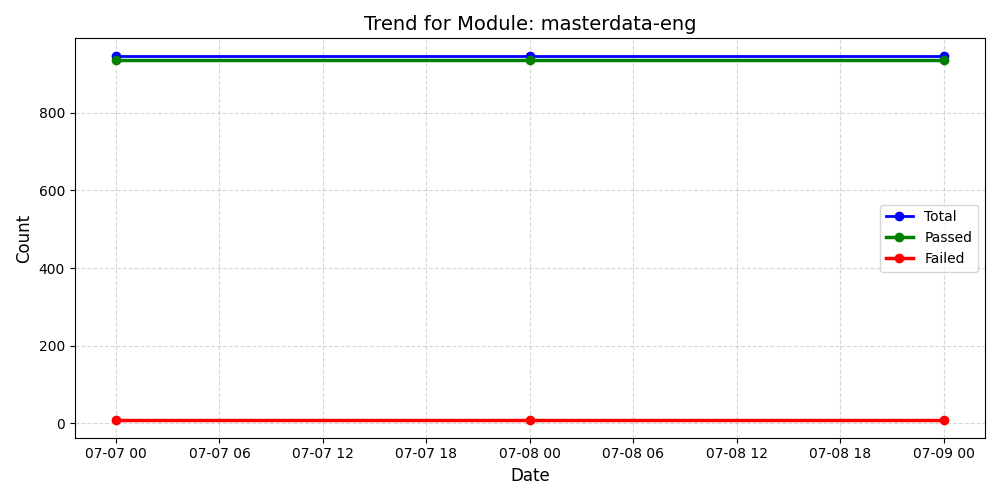 Trend for Module: masterdata-eng
Count
800
600
400
200
0
Total
Passed
Failed
07-07 00 07-07 06 07-07 12 07-07 18 07-08 00 07-08 06 07-08 12 07-08 18 07-09 00
Date